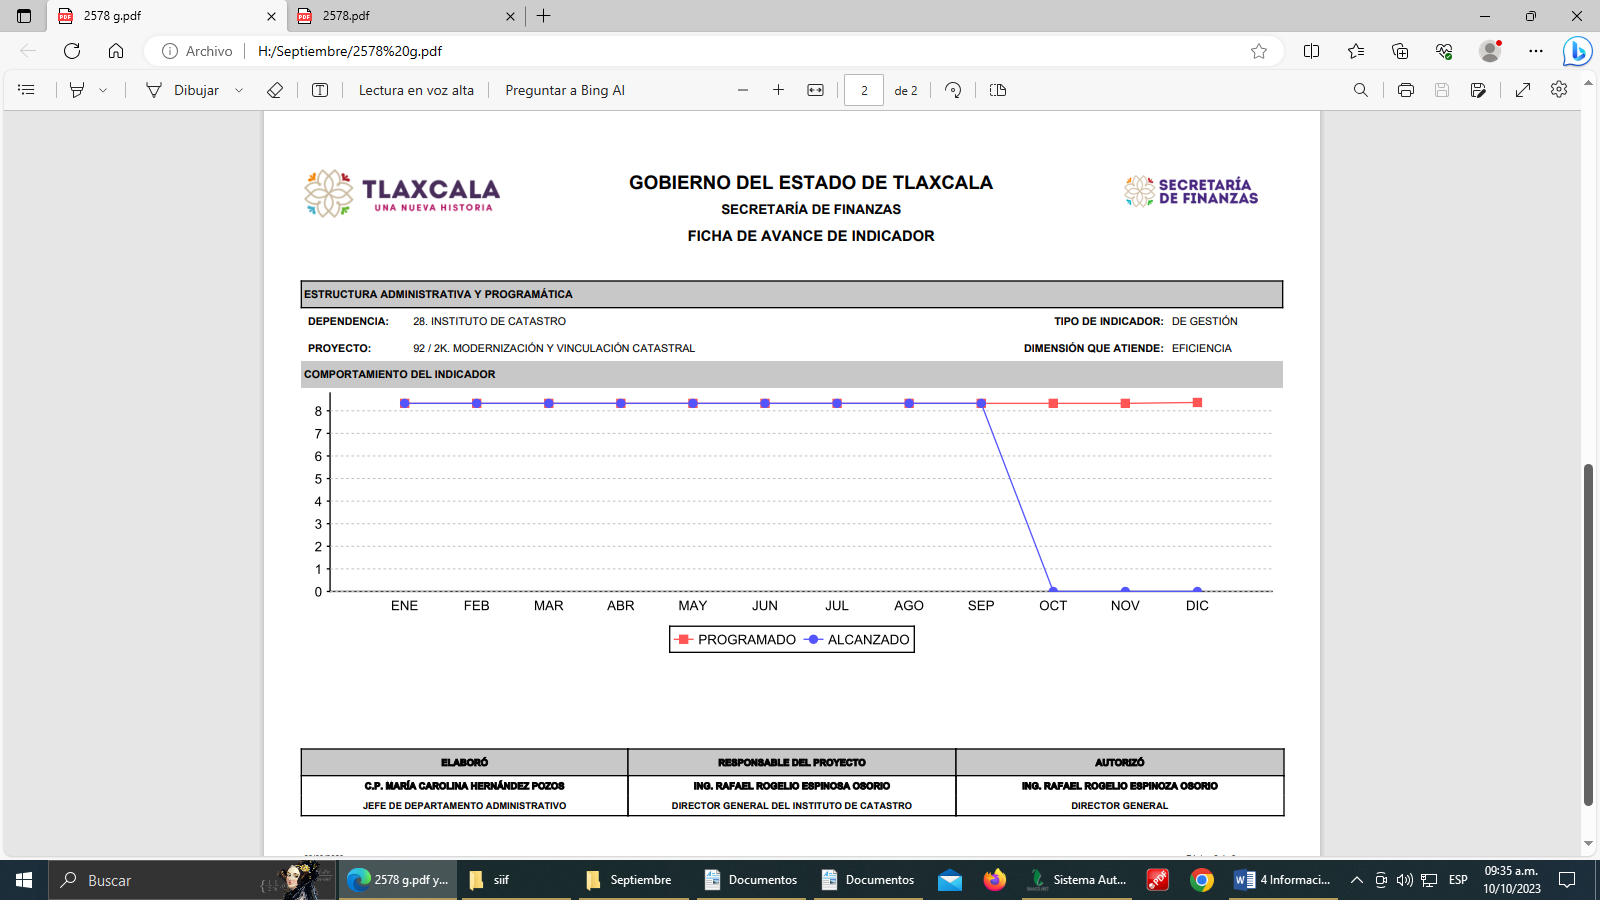 2578 g.pdf
2578.pdf
Archivo
H:/Septiembre/2578%20g.pdf
Dibujar
Lectura en voz alta
Preguntar a Bing AI
2
de 2
TLAXCALA
UNA NUEVA HISTORIA
GOBIERNO DEL ESTADO DE TLAXCALA
SECRETARÍA DE FINANZAS
FICHA DE AVANCE DE INDICADOR
SECRETARÍA
DE FINANZAS
ESTRUCTURA ADMINISTRATIVA Y PROGRAMÁTICA
DEPENDENCIA: 28. INSTITUTO DE CATASTRO TIPO DE INDICADOR: DE GESTIÓN
PROYECTO: 92 / 2K. MODERNIZACIÓN Y VINCULACIÓN CATASTRAL DIMENSIÓN QUE ATIENDE: EFICIENCIA
COMPORTAMIENTO DEL INDICADOR
8
7
6
5
4
3
2
1
0
ENE FEB MAR ABR MAY JUN JUL AGO SEP OCT NOV DIC
PROGRAMADO ALCANZADO
ELABORÓ RESPONSABLE DEL PROYECTO AUTORIZÓ
C.P. MARÍA CAROLINA HERNÁNDEZ POZOS ING. RAFAEL ROGELIO ESPINOSA OSORIO ING. RAFAEL ROGELIO ESPINOZA OSORIO
JEFE DE DEPARTAMENTO ADMINISTRATIVO DIRECTOR GENERAL DEL INSTITUTO DE CATASTRO DIRECTOR GENERAL
Buscar
2578 g.pdf y...
siif
Septiembre
Documentos
Documentos
Sistema Aut...
4 Informaci...
ESP
09:35 a.m.
10/10/2023